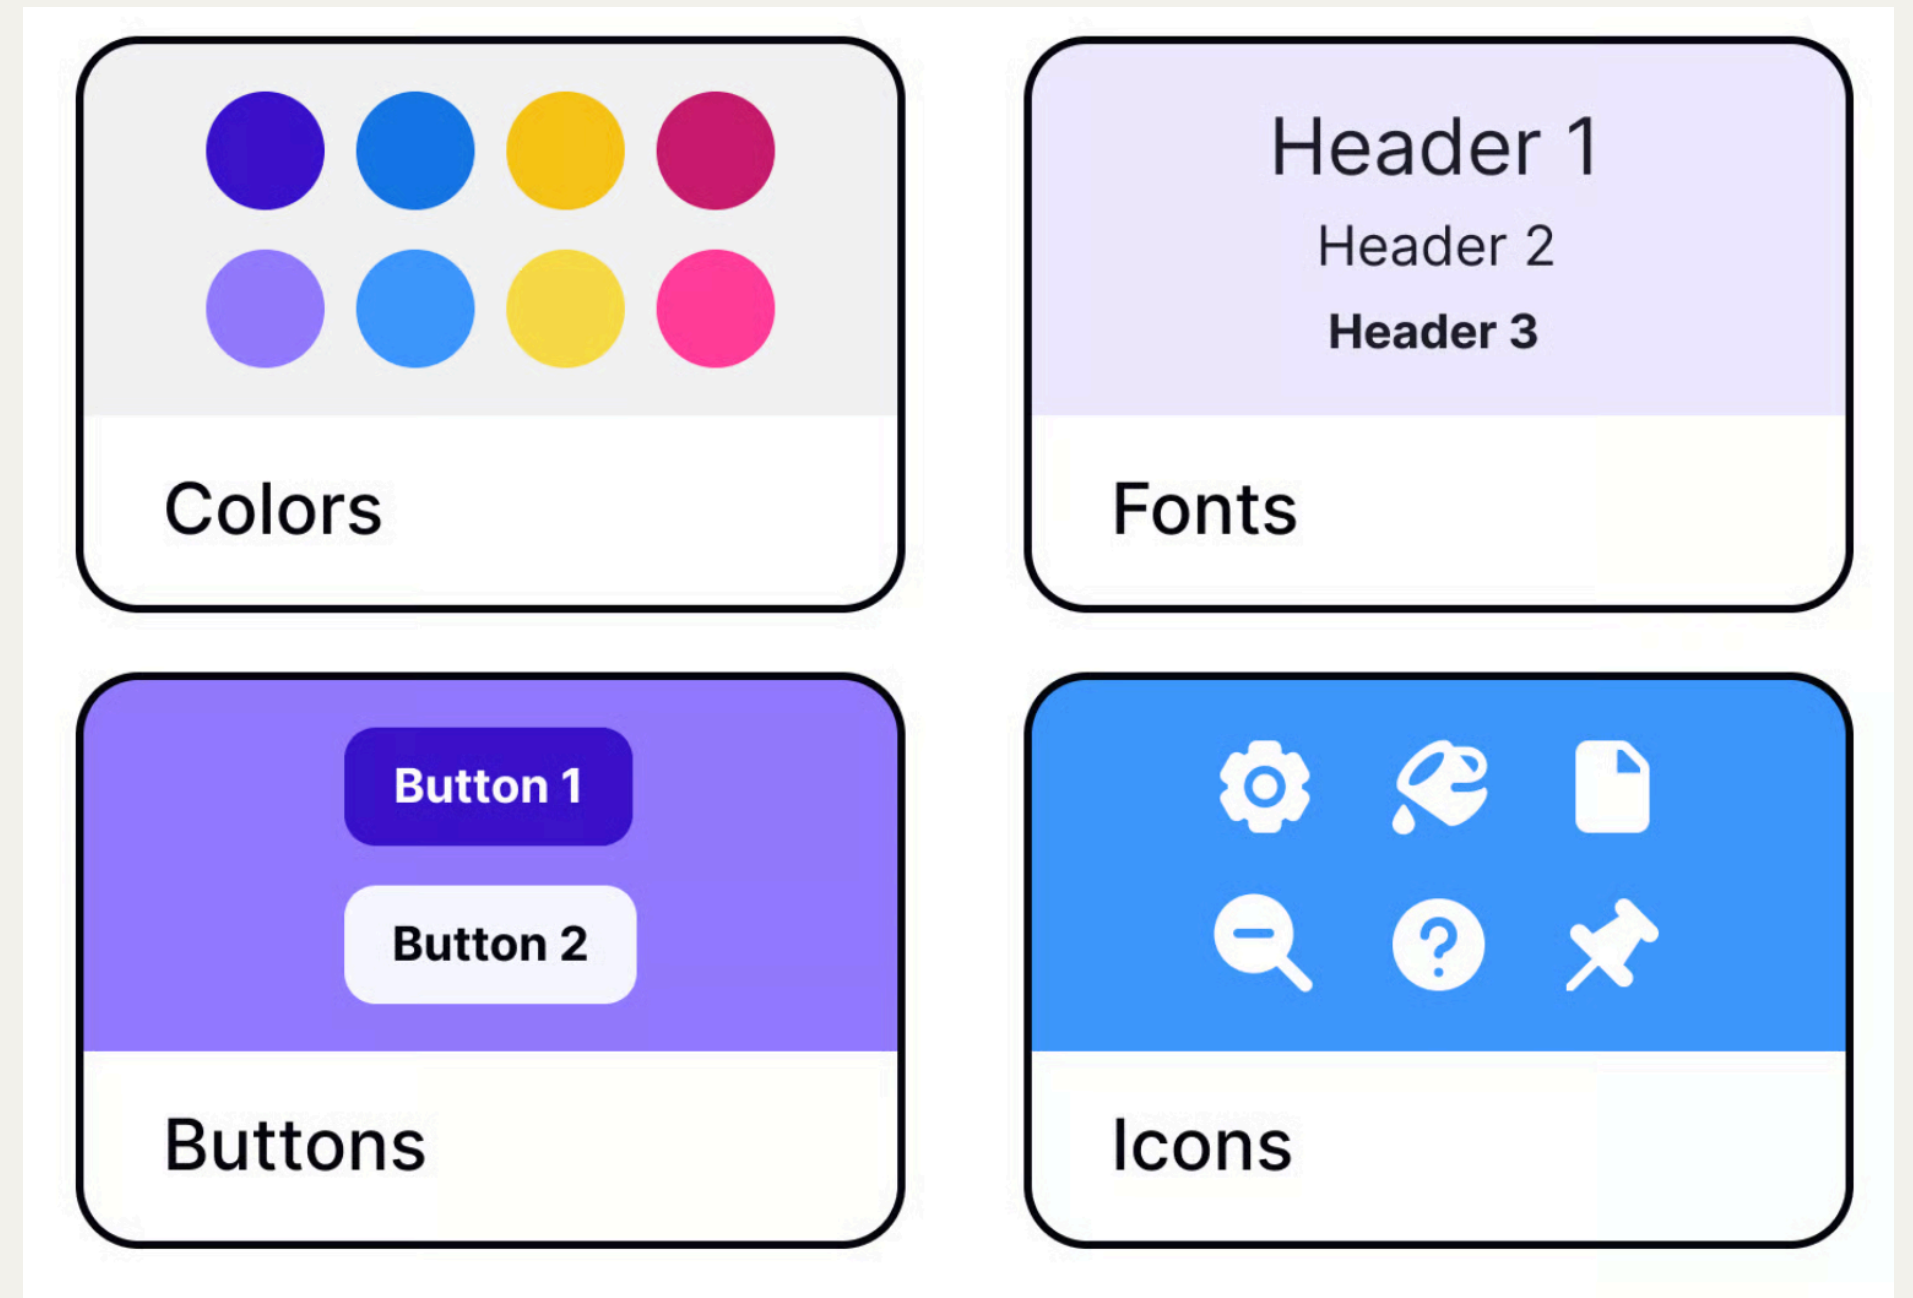 Header 1
Header 2
Header 3
Colors
Fonts
Button 1
Button 2
Buttons
?
Icons